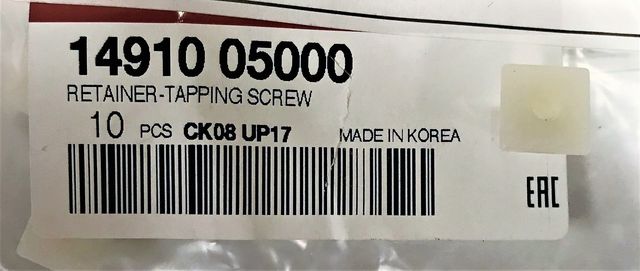 14910 05000
RETAINER-TAPPING SCREW
10 PCS CK08 UP17 MADE IN KOREA
EAC